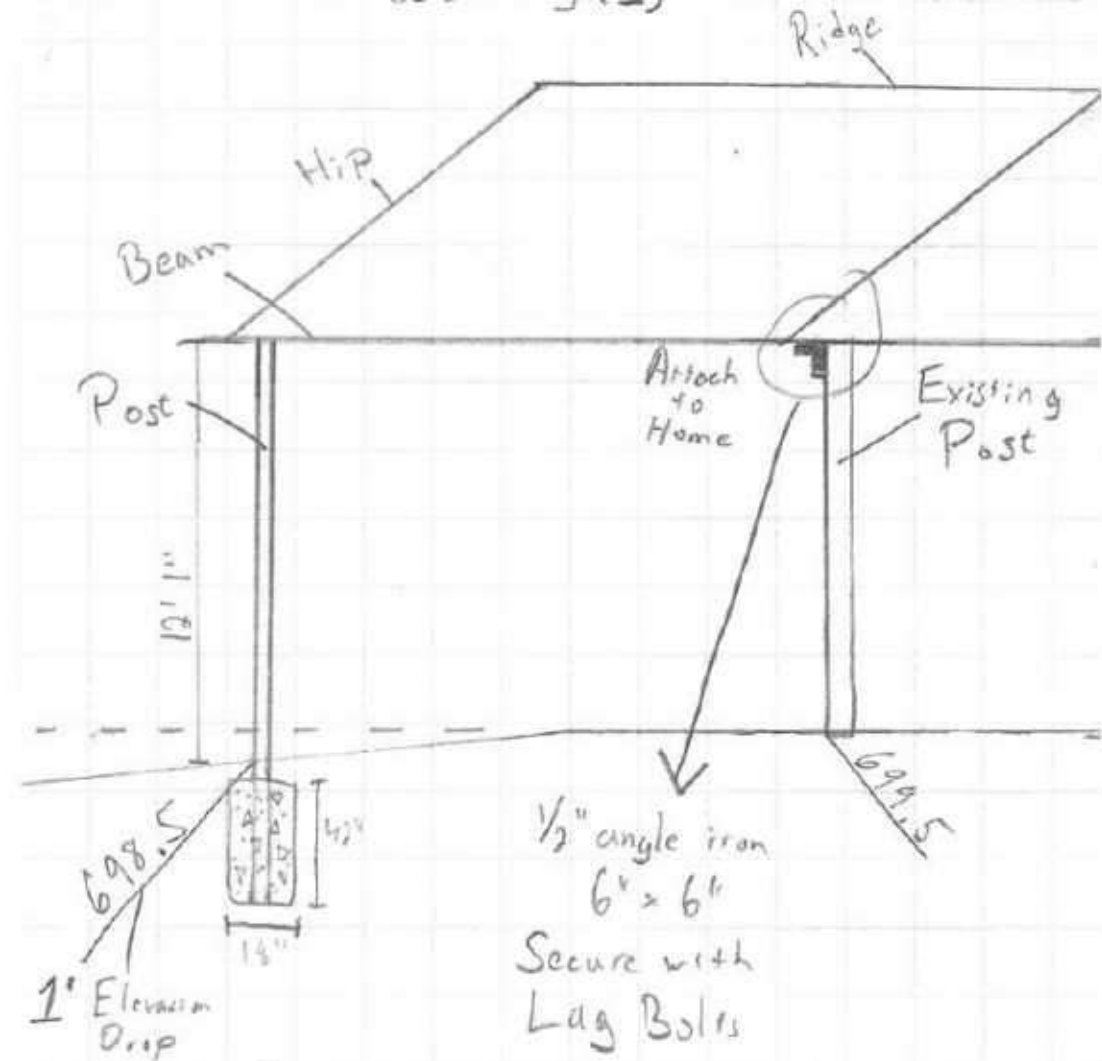 Ridge
Hip
Beam
Post
Attach
to
Home
Existing
Post
12' 1"
698.5
42"
18"
699.5
1' Elevation
Drop
1/2" angle iron
6" x 6"
Secure with
Lag Bolts